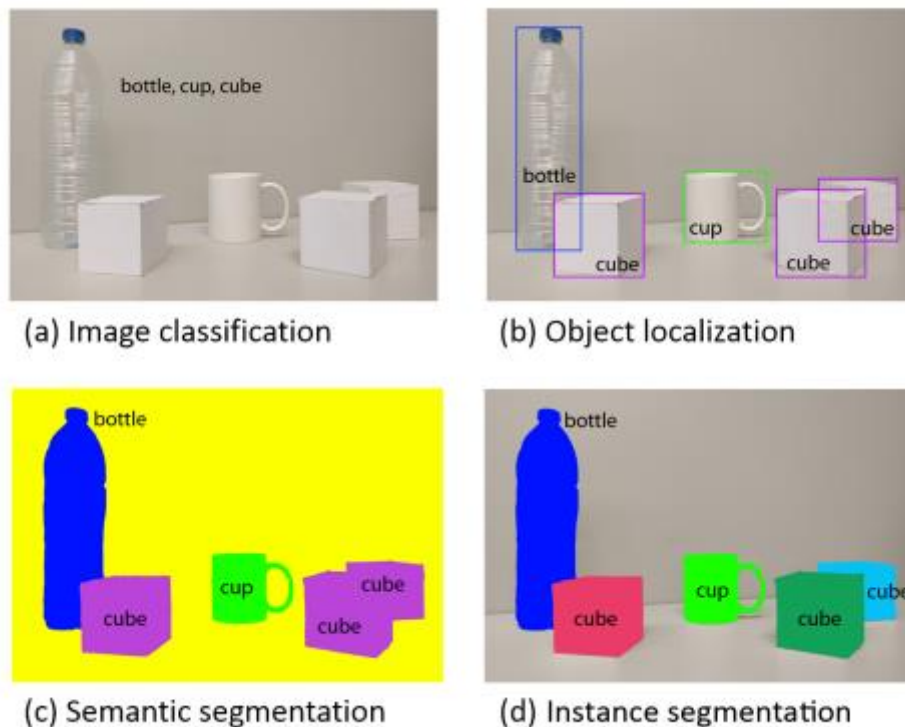 bottle, cup, cube
bottle
cup
cube
cube
cube
(a) Image classification
(b) Object localization
bottle
cup
cube
cube
cube
bottle
cup
cube
cube
cube
(c) Semantic segmentation
(d) Instance segmentation